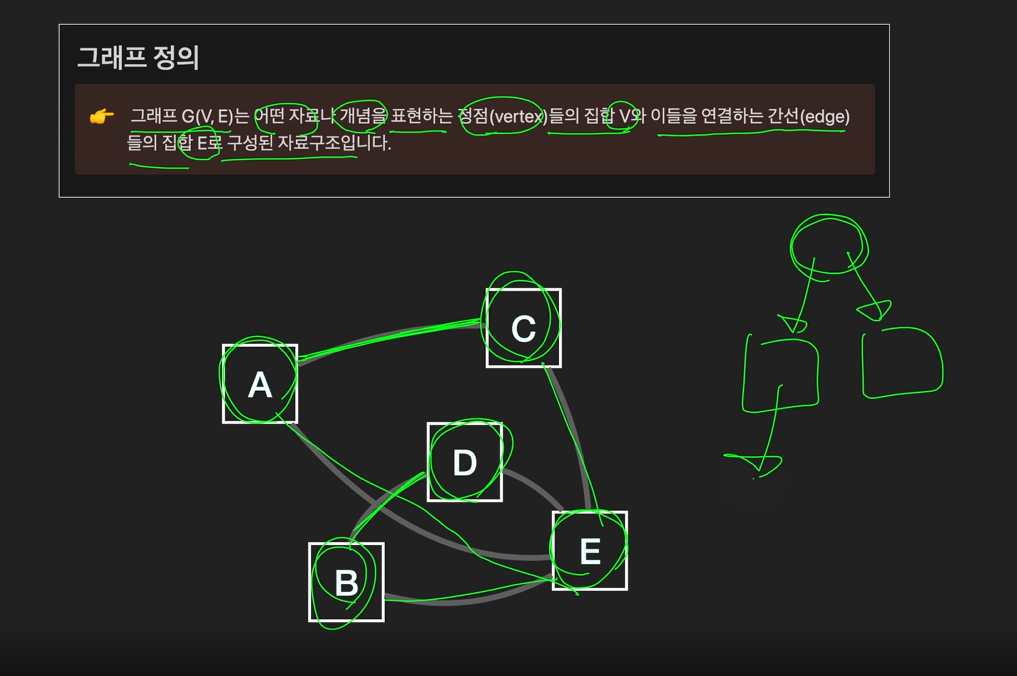 그래프 정의
👉 그래프 G(V, E)는 어떤 자료나 개념을 표현하는 정점(vertex)들의 집합 V와 이들을 연결하는 간선(edge)
들의 집합 E로 구성된 자료구조입니다.
C
A
D
E
B